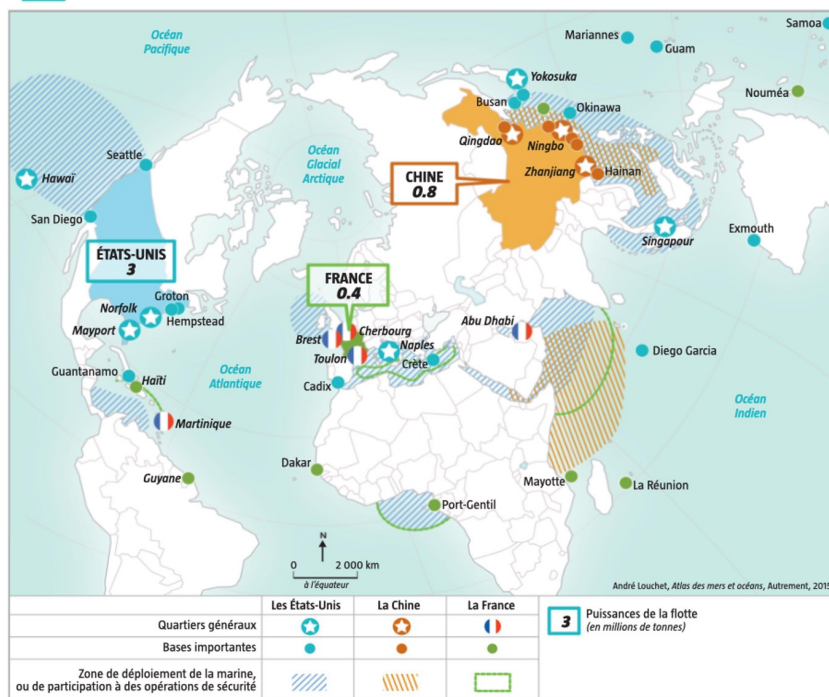 Samoa
Océan
Pacifique
Mariannes
Guam
Yokosuka
Nouméa
Busan
Okinawa
Océan
Glacial
Arctique
Qingdao
Ningbo
Seattle
CHINE
0.8
Zhanjiang
Hainan
Hawaï
San Diego
Exmouth
Singapour
ÉTATS-UNIS
3
FRANCE
0.4
Groton
Norfolk
Hempstead
Mayport
Cherbourg
Abu Dhabi
Brest
Naples
Toulon
Crète
Diego Garcia
Guantanamo
Haïti
Océan
Atlantique
Cadix
Océan
Indien
Martinique
Dakar
Guyane
Mayotte
La Réunion
Port-Gentil
N
0
2 000 km
à l'équateur
André Louchet, Atlas des mers et océans, Autrement, 2015
Les États-Unis
La Chine
La France
Quartiers généraux
Bases importantes
Zone de déploiement de la marine,
ou de participation à des opérations de sécurité
3
Puissances de la flotte
(en millions de tonnes)